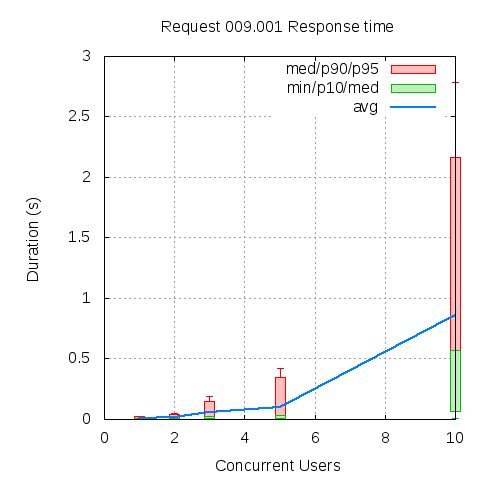 Request 009.001 Response time
med/p90/p95
min/p10/med
avg
3
2.5
2
1.5
1
0.5
0
0 2 4 6 8 10
Duration (s)
Concurrent Users